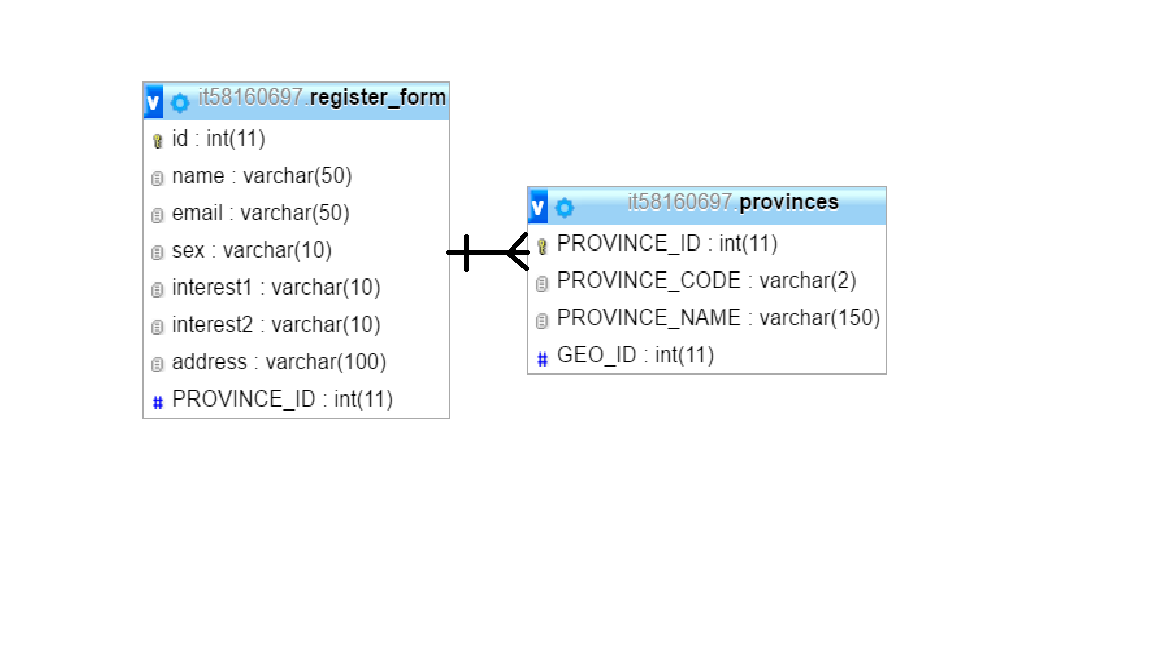 v it58160697.register_form
id : int(11)
name : varchar(50)
email : varchar(50)
sex : varchar(10)
interest1 : varchar(10)
interest2 : varchar(10)
address : varchar(100)
# PROVINCE_ID : int(11)
v it58160697.provinces
PROVINCE_ID : int(11)
PROVINCE_CODE : varchar(2)
PROVINCE_NAME : varchar(150)
# GEO_ID : int(11)